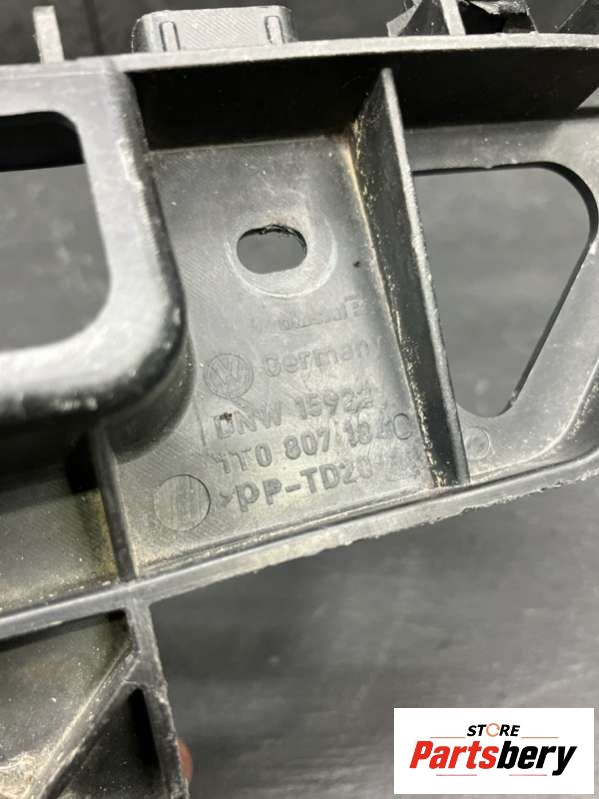 Germany
DNW 15922
1T0 807 184C
>PP-TD20<
STORE
Partsbery